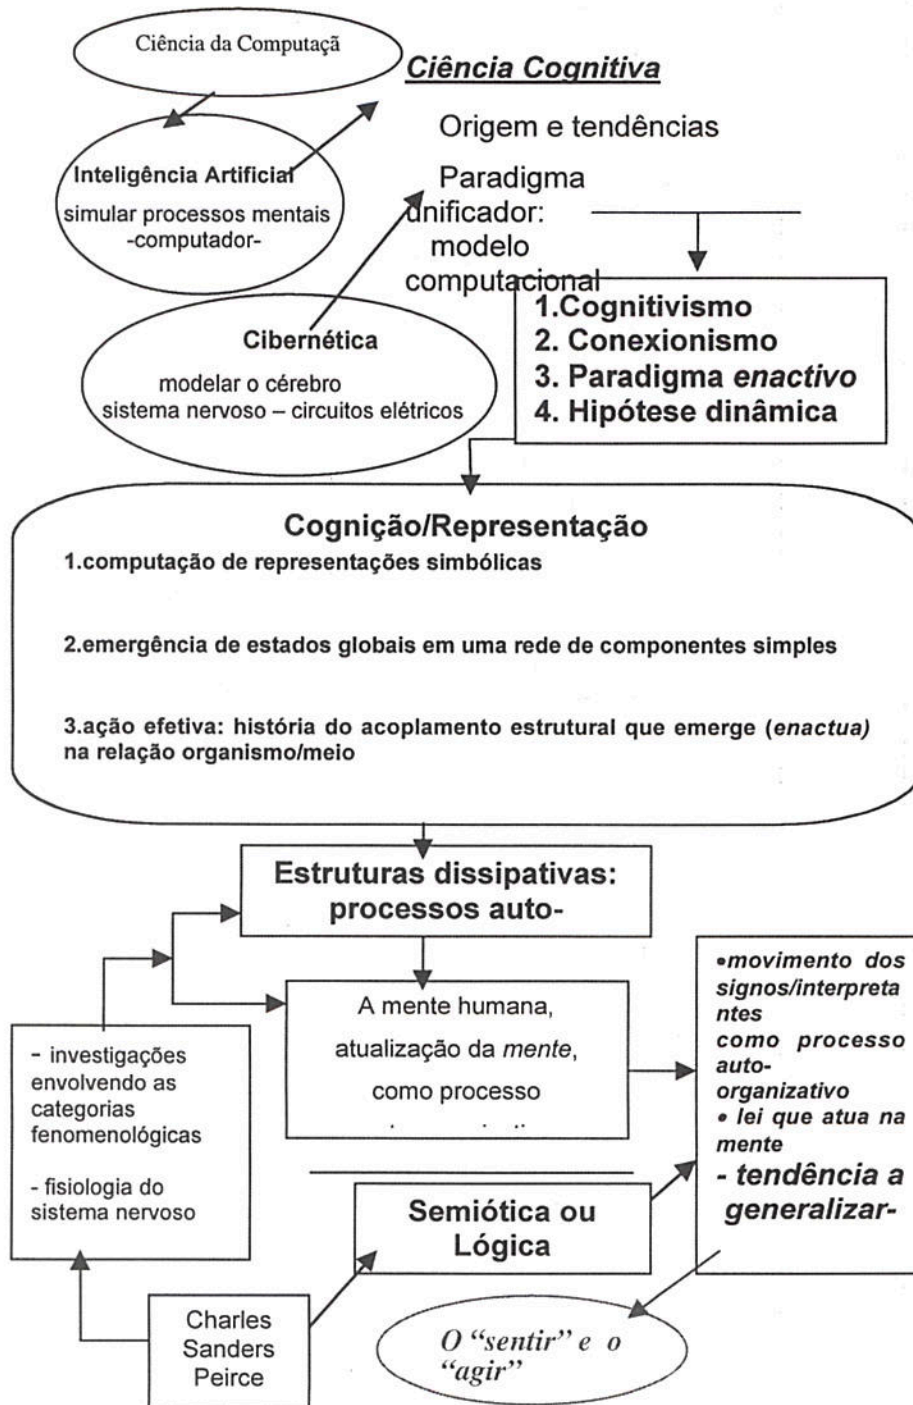 Ciência da Computaçã
Ciência Cognitiva
Origem e tendências
Inteligência Artificial
simular processos mentais
-computador-
Paradigma
unificador:
modelo
computacional
1.Cognitivismo
2. Conexionismo
3. Paradigma enactivo
4. Hipótese dinâmica
Cibernética
modelar o cérebro
sistema nervoso – circuitos elétricos
Cognição/Representação
1.computação de representações simbólicas
2.emergência de estados globais em uma rede de componentes simples
3.ação efetiva: história do acoplamento estrutural que emerge (enactua)
na relação organismo/meio
Estruturas dissipativas:
processos auto-
A mente humana,
atualização da mente,
como processo
- investigações
envolvendo as
categorias
fenomenológicas
- fisiologia do
sistema nervoso
•movimento dos
signos/interpreta
ntes
como processo
auto-
organizativo
• lei que atua na
mente
- tendência a
generalizar-
Semiótica ou
Lógica
Charles
Sanders
Peirce
O “sentir” e o
“agir”